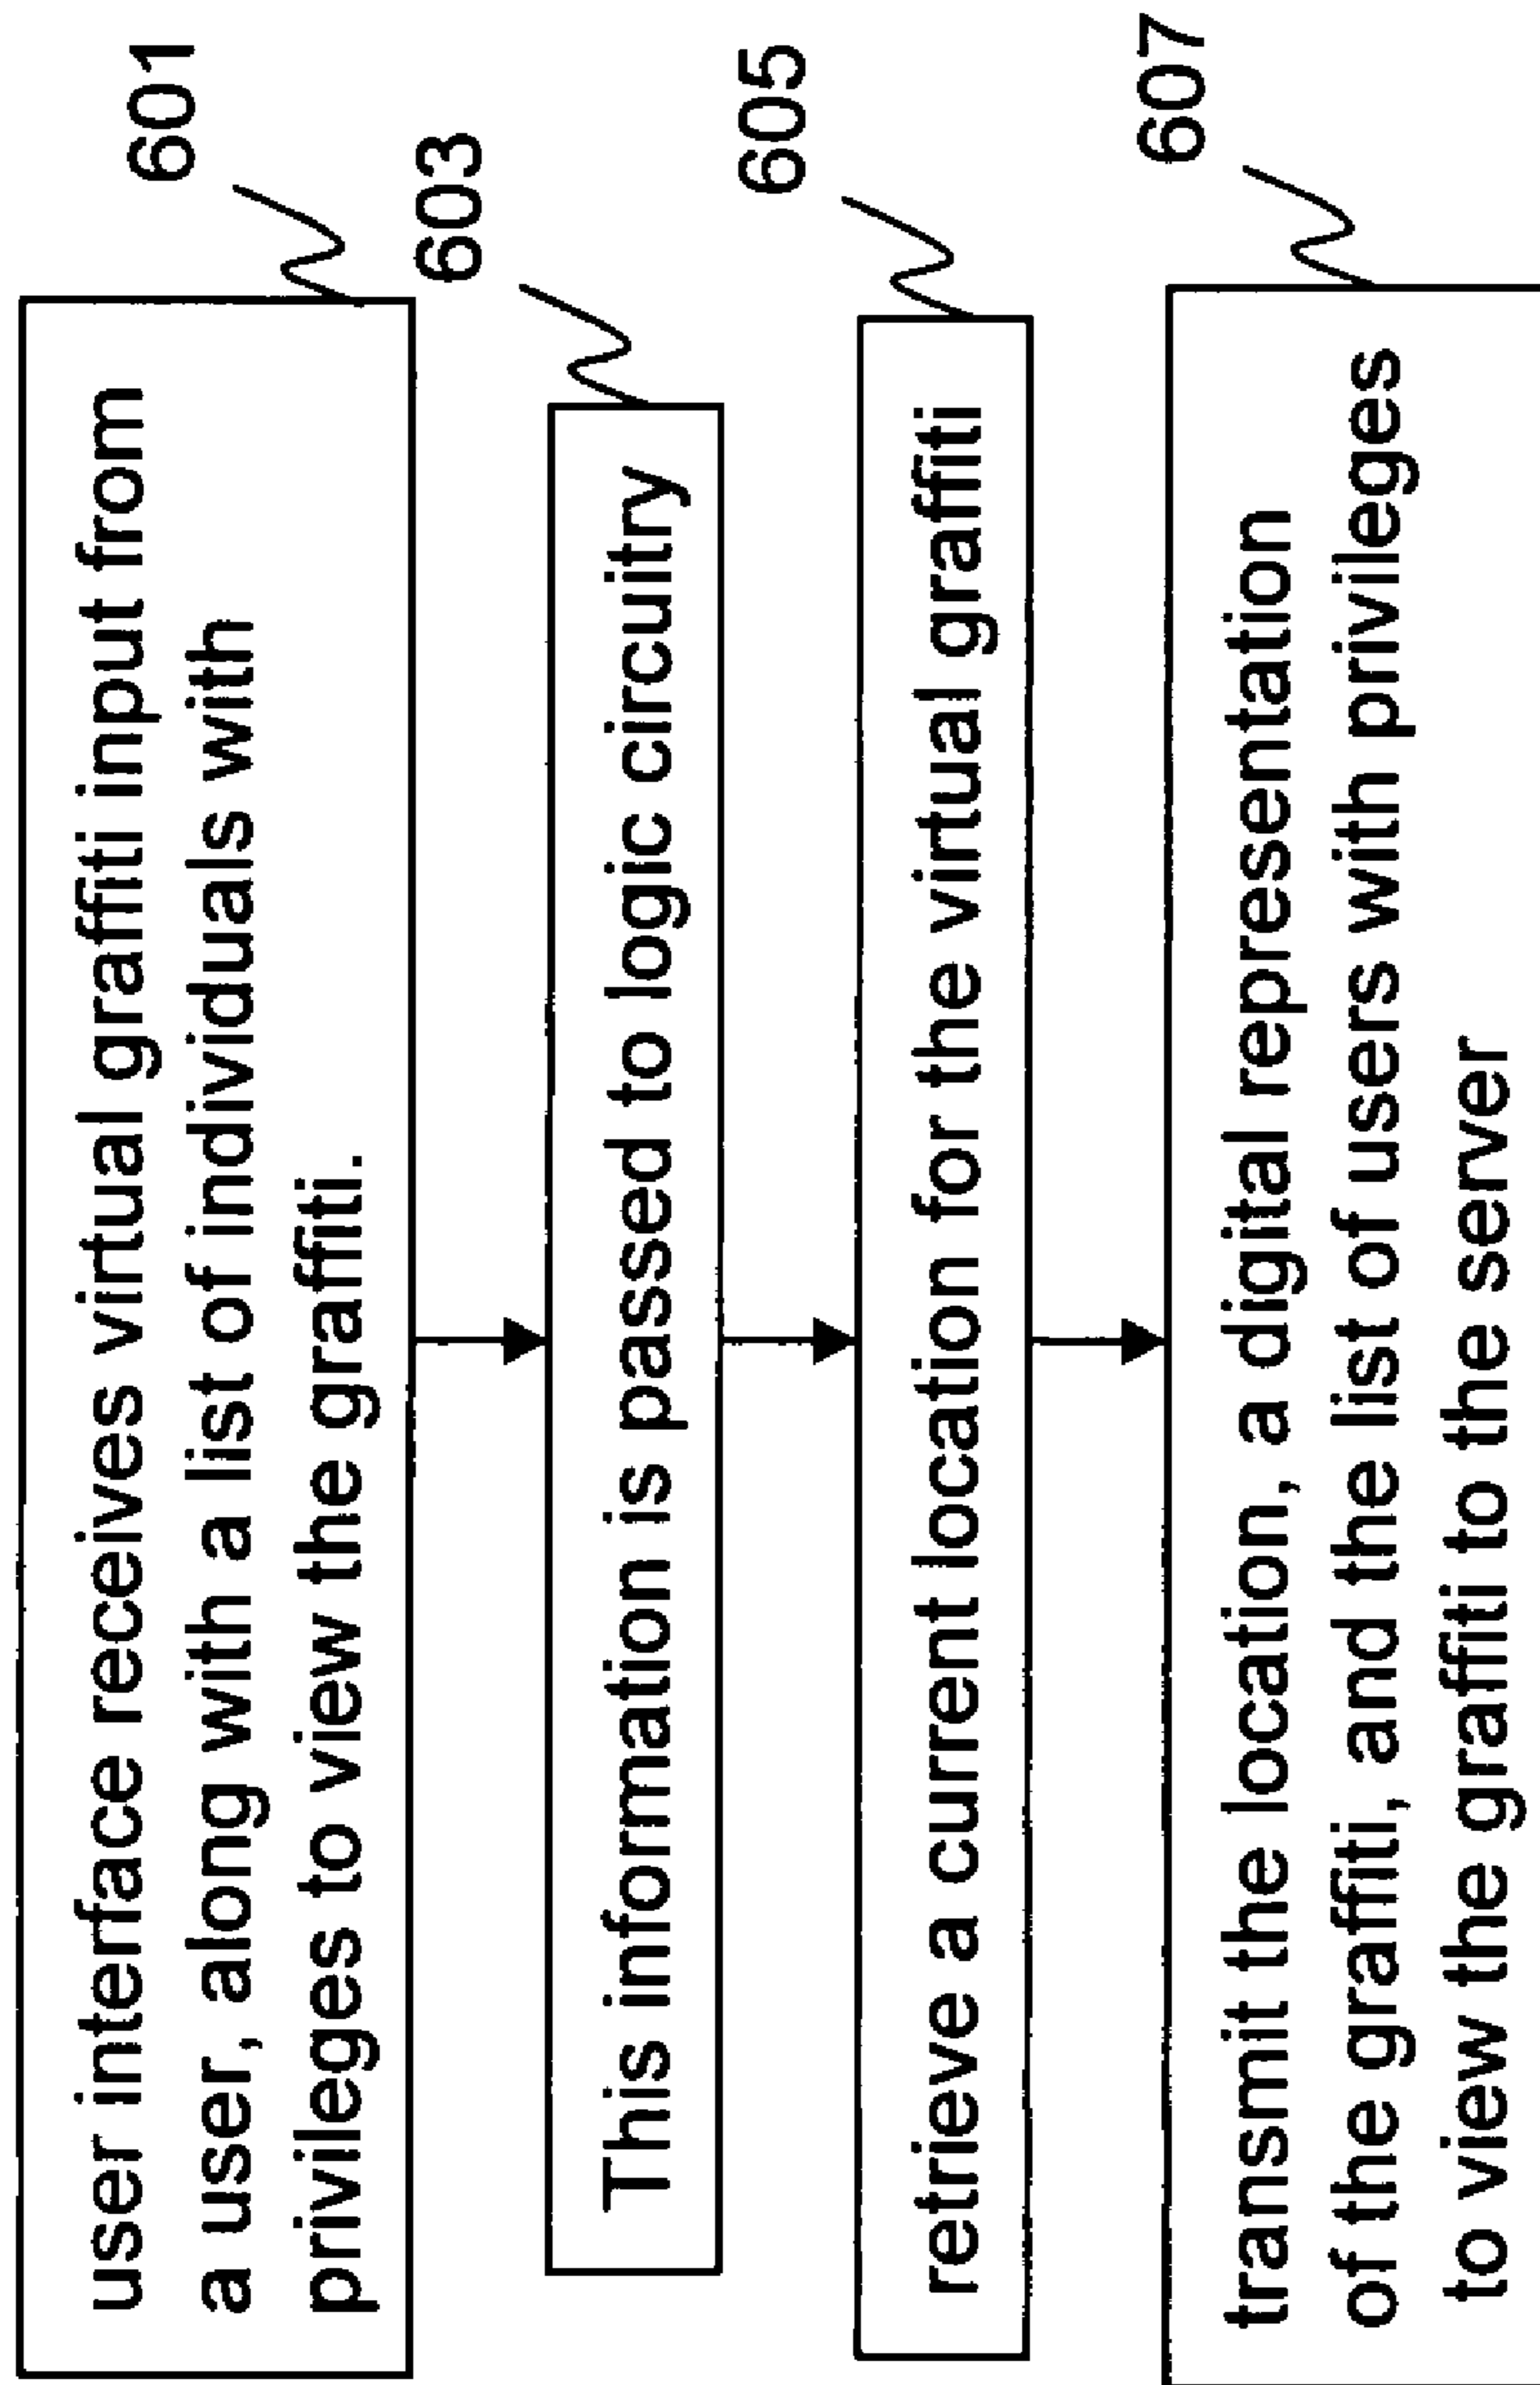 user interface receives virtual graffiti input from
a user, along with a list of individuals with
privileges to view the graffiti.
601
This information is passed to logic circuitry
603
retrieve a current location for the virtual graffiti
605
transmit the location, a digital representation
of the graffiti, and the list of users with privileges
to view the graffiti to the server
607